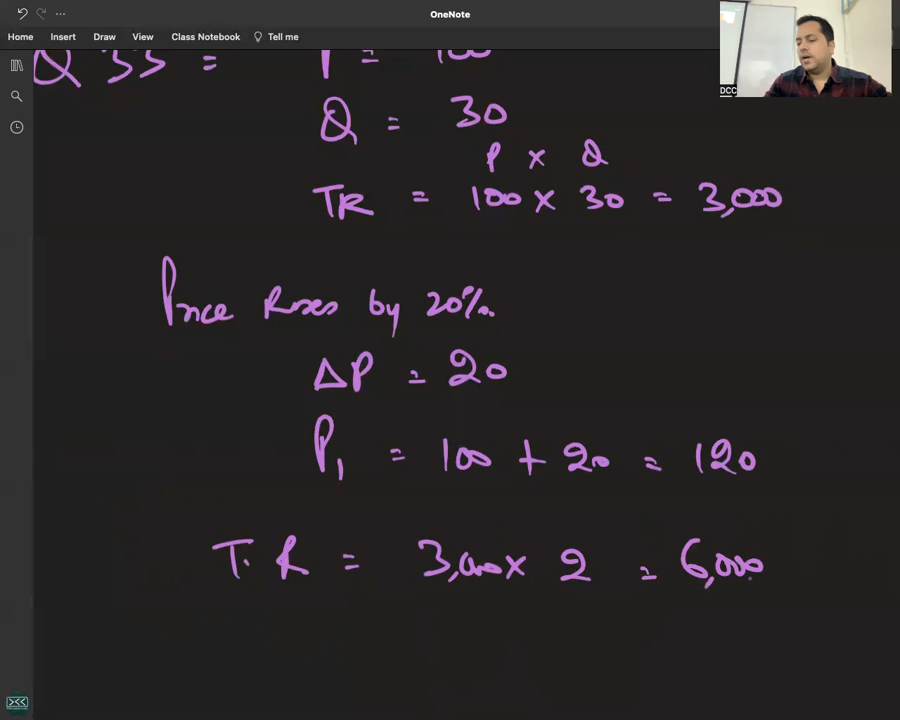 OneNote
Home Insert Draw View Class Notebook Tell me
DCC
Q 33 = P = 100
Q = 30
P x Q
TR = 100 x 30 = 3,000
Price Rises by 20%.
ΔP = 20
P1 = 100 + 20 = 120
T.R = 3,000 x 2 = 6,000